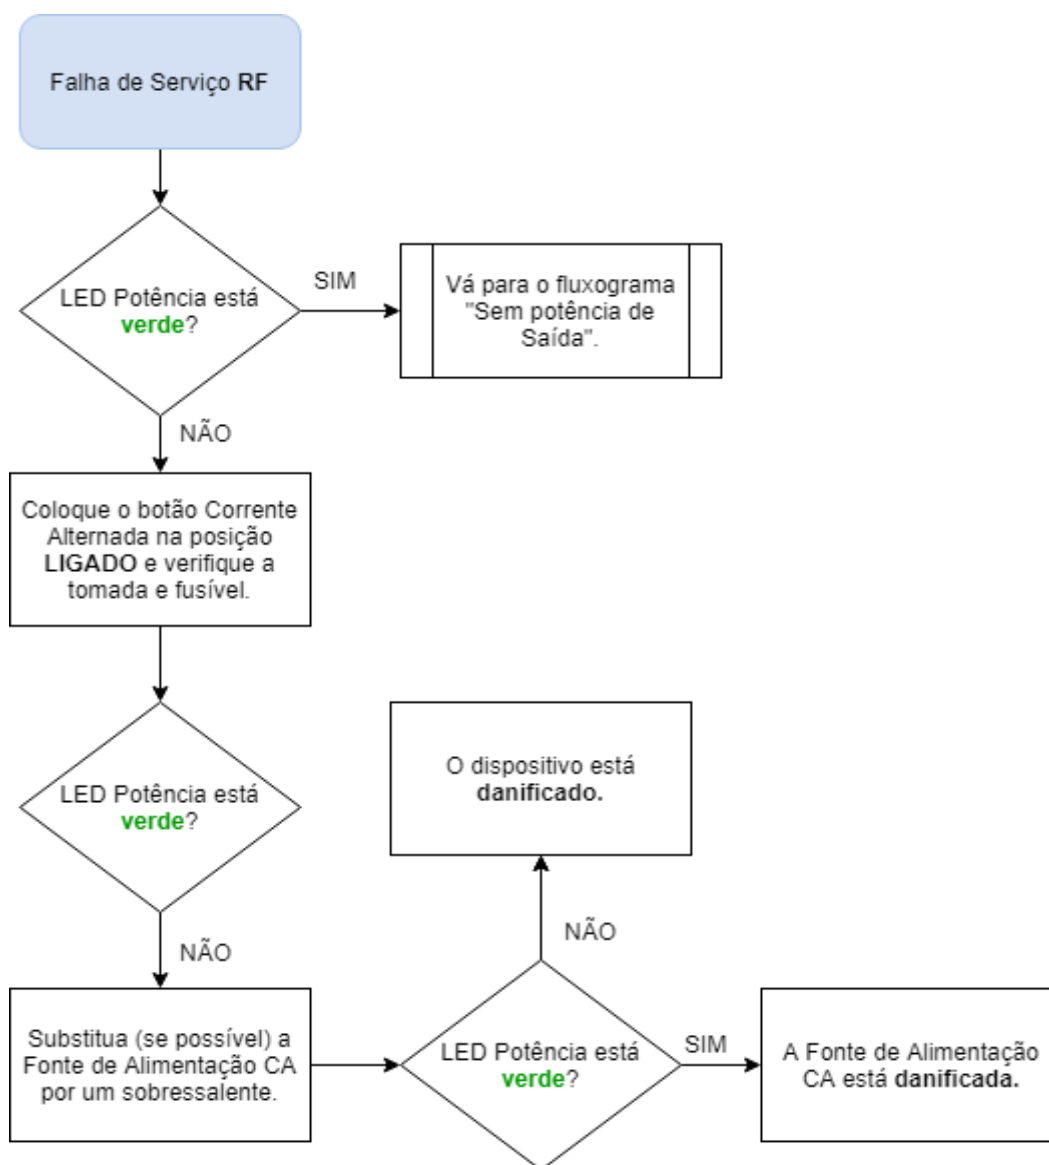 Falha de Serviço RF
LED Potência está
verde?
SIM
Vá para o fluxograma
"Sem potência de
Saída".
NÃO
Coloque o botão Corrente
Alternada na posição
LIGADO e verifique a
tomada e fusível.
LED Potência está
verde?
NÃO
Substitua (se possível) a
Fonte de Alimentação CA
por um sobressalente.
LED Potência está
verde?
NÃO
O dispositivo está
danificado.
SIM
A Fonte de Alimentação
CA está danificada.